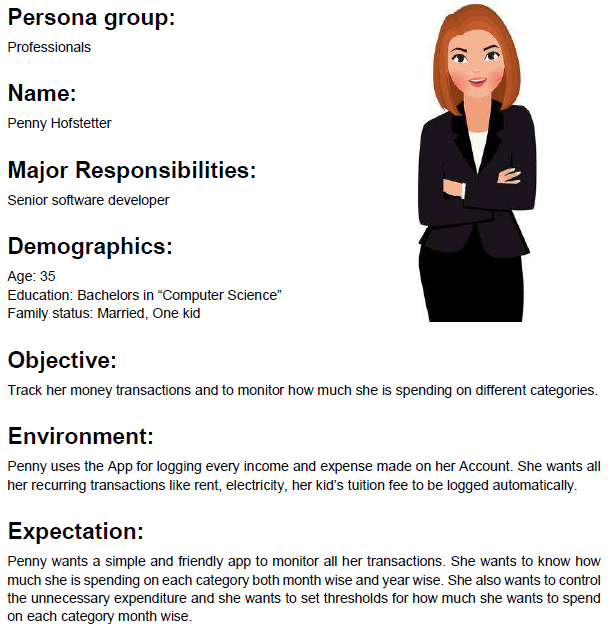 Persona group:
Professionals
Name:
Penny Hofstetter
Major Responsibilities:
Senior software developer
Demographics:
Age: 35
Education: Bachelors in “Computer Science”
Family status: Married, One kid
Objective:
Track her money transactions and to monitor how much she is spending on different categories.
Environment:
Penny uses the App for logging every income and expense made on her Account. She wants all
her recurring transactions like rent, electricity, her kid’s tuition fee to be logged automatically.
Expectation:
Penny wants a simple and friendly app to monitor all her transactions. She wants to know how
much she is spending on each category both month wise and year wise. She also wants to control
the unnecessary expenditure and she wants to set thresholds for how much she wants to spend
on each category month wise.